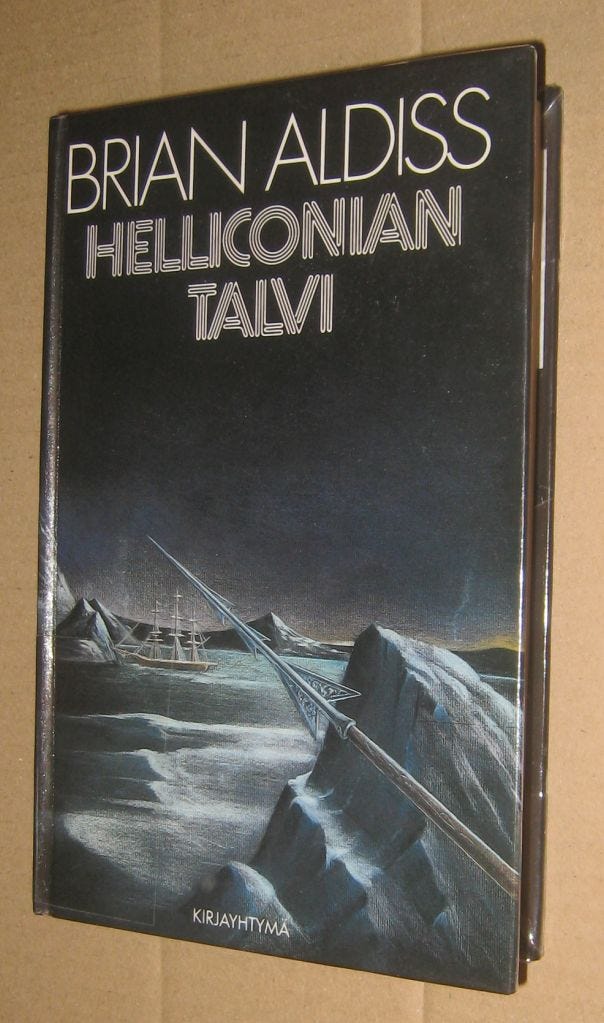 BRIAN ALDISS
HELLICONIAN
TALVI
KIRJAYHTYMÄ